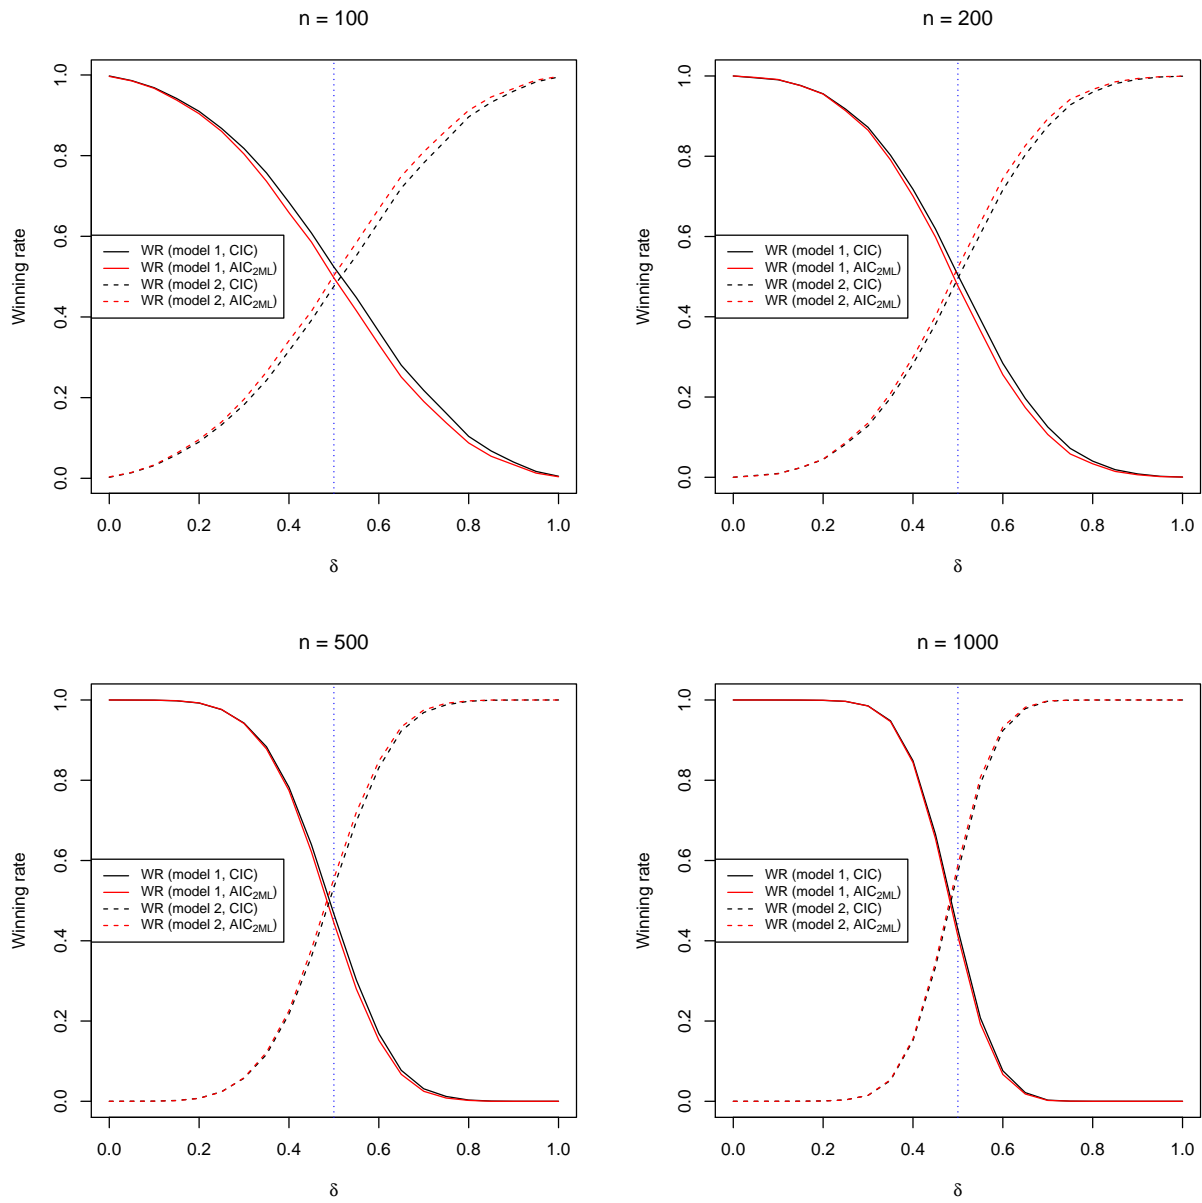 n = 100
Winning rate
1.0
0.8
0.6
0.4
0.2
0.0
WR (model 1, CIC)
WR (model 1, AIC2ML)
WR (model 2, CIC)
WR (model 2, AIC2ML)
0.0 0.2 0.4 0.6 0.8 1.0
δ
n = 200
Winning rate
1.0
0.8
0.6
0.4
0.2
0.0
WR (model 1, CIC)
WR (model 1, AIC2ML)
WR (model 2, CIC)
WR (model 2, AIC2ML)
0.0 0.2 0.4 0.6 0.8 1.0
δ
n = 500
Winning rate
1.0
0.8
0.6
0.4
0.2
0.0
WR (model 1, CIC)
WR (model 1, AIC2ML)
WR (model 2, CIC)
WR (model 2, AIC2ML)
0.0 0.2 0.4 0.6 0.8 1.0
δ
n = 1000
Winning rate
1.0
0.8
0.6
0.4
0.2
0.0
WR (model 1, CIC)
WR (model 1, AIC2ML)
WR (model 2, CIC)
WR (model 2, AIC2ML)
0.0 0.2 0.4 0.6 0.8 1.0
δ